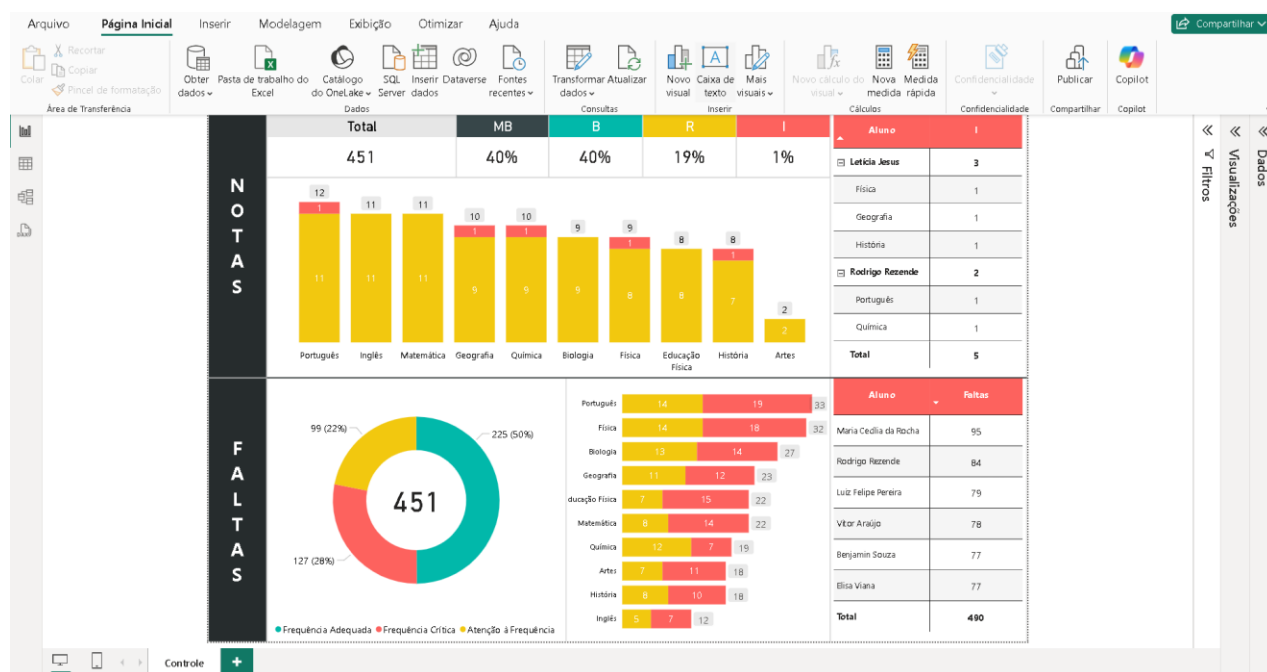 Arquivo Página Inicial Inserir Modelagem Exibição Otimizar Ajuda Compartilhar
Colar
Recortar
Copiar
Pincel de formatação
Área de Transferência
Obter dados
Pasta de trabalho do Excel
Catálogo do OneLake
SQL Server
Inserir dados
Dataverse
Fontes recentes
Dados
Transformar dados
Atualizar
Consultas
Novo visual
Caixa de texto
Mais visuais
Inserir
Novo cálculo do visual
Nova medida
Medida rápida
Cálculos
Confidencialidade
Confidencialidade
Publicar
Compartilhar
Copilot
Copilot
NOTAS
Total MB B R I
451 40% 40% 19% 1%
12 11 11 10 10 9 9 8 8 2
1 1 1 1 1
11 11 11 9 9 9 8 8 7 2
Português Inglês Matemática Geografia Química Biologia Física Educação Física História Artes
Aluno I
Letícia Jesus 3
Física 1
Geografia 1
História 1
Rodrigo Rezende 2
Português 1
Química 1
Total 5
FALTAS
99 (22%)
225 (50%)
451
127 (28%)
Frequência Adequada Frequência Crítica Atenção à Frequência
Português 14 19 33
Física 14 18 32
Biologia 13 14 27
Geografia 11 12 23
ducação Física 7 15 22
Matemática 8 14 22
Química 12 7 19
Artes 7 11 18
História 8 10 18
Inglês 5 7 12
Aluno Faltas
Maria Cecília da Rocha 95
Rodrigo Rezende 84
Luiz Felipe Pereira 79
Vitor Araújo 78
Benjamin Souza 77
Elisa Viana 77
Total 490
Filtros
Visualizações
Dados
Controle +